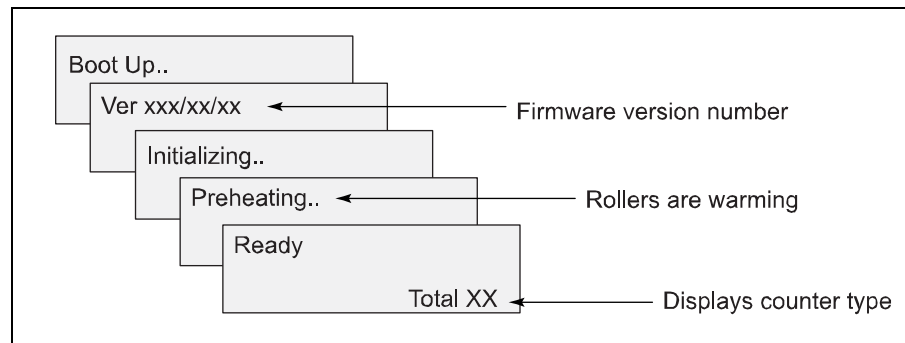 Boot Up..
Ver xxx/xx/xx
Firmware version number
Initializing..
Preheating..
Rollers are warming
Ready
Total XX
Displays counter type